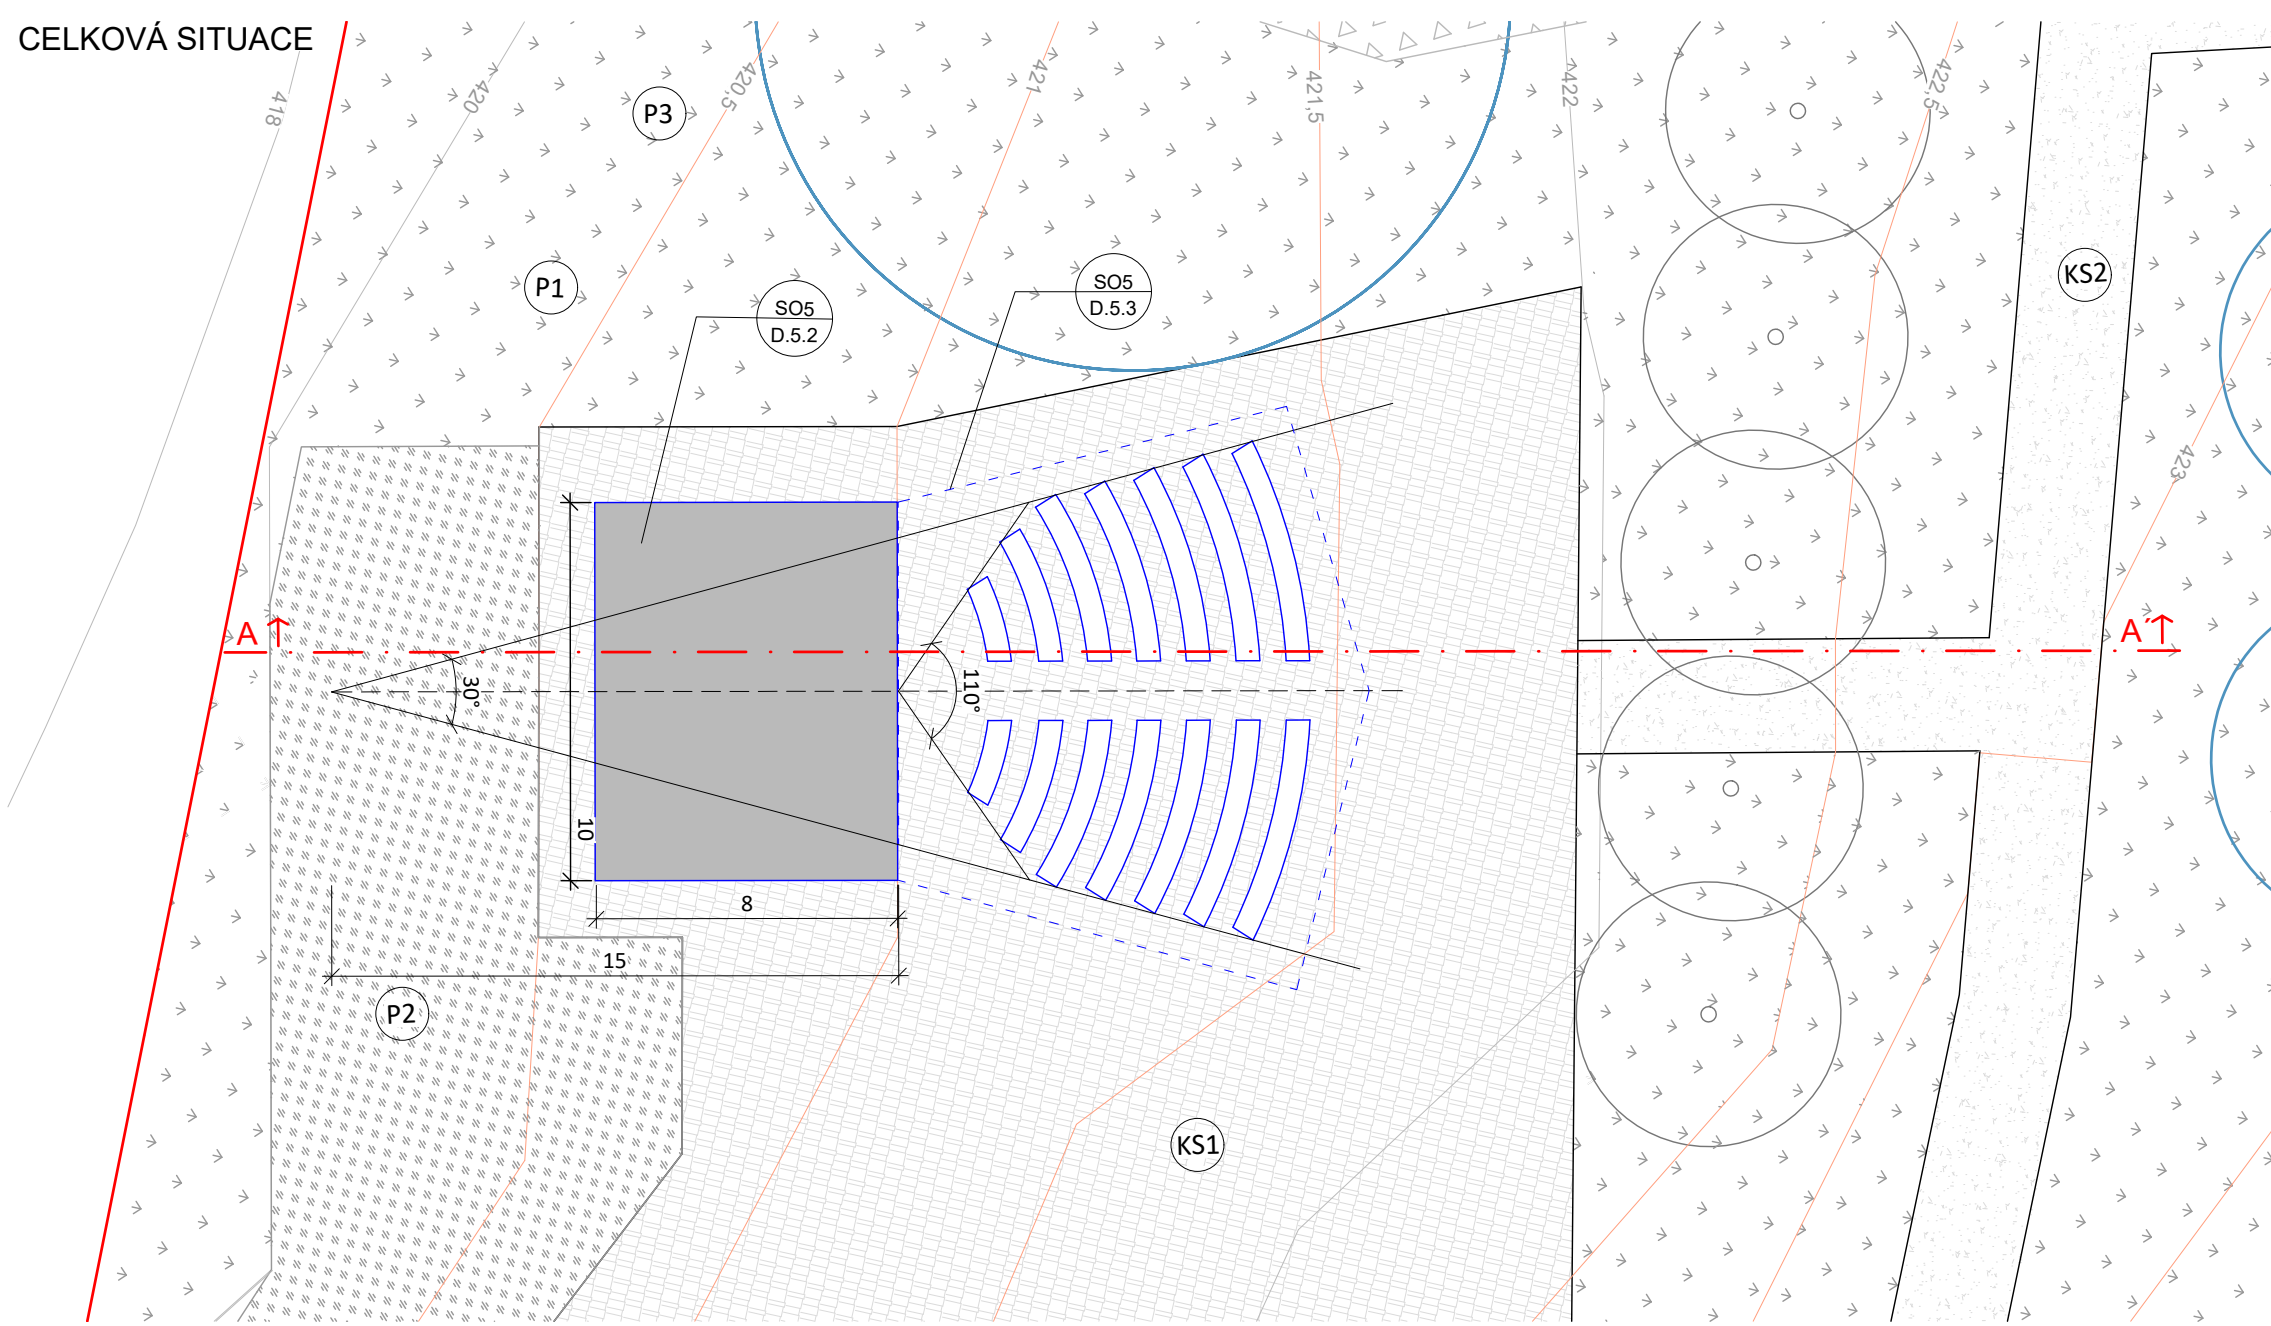 CELKOVÁ SITUACE
418
420
420,5
421
421,5
422
422,5
423
P3
P1
SO5
D.5.2
SO5
D.5.3
KS2
A
A´
30°
110°
10
8
15
P2
KS1